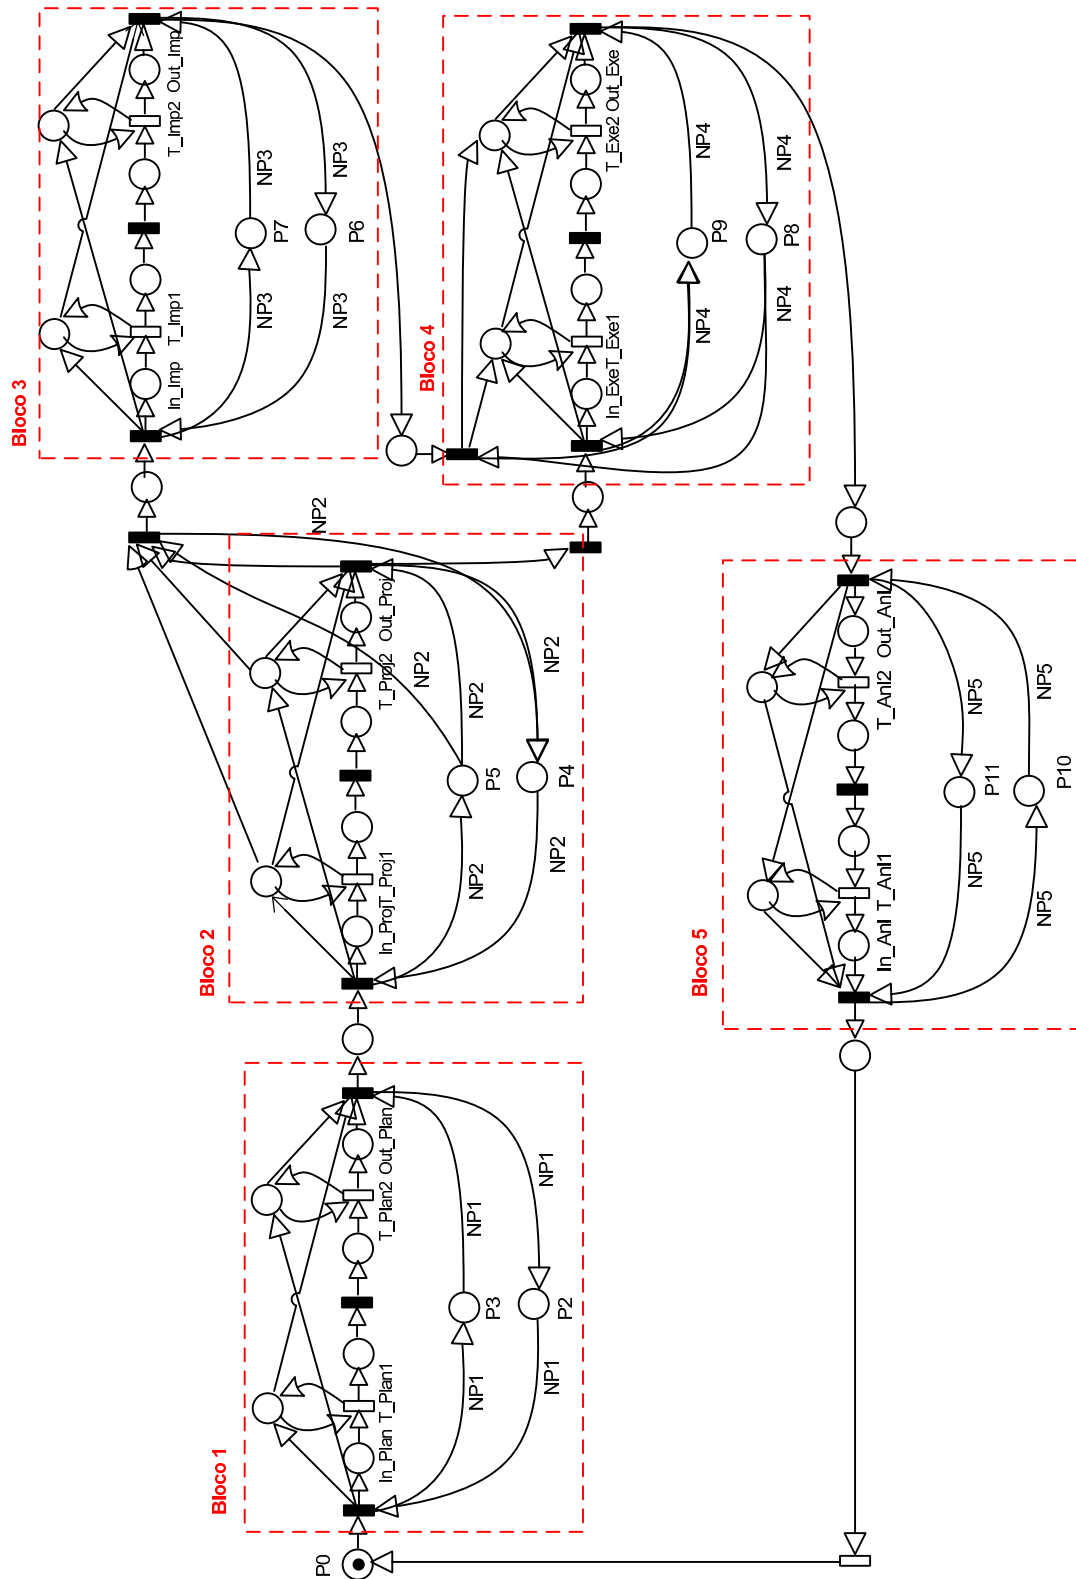 Bloco 1
P0
In_Plan T_Plan1
T_Plan2 Out_Plan
NP1
NP1
P3
NP1
NP1
P2
Bloco 2
In_Proj T_Proj1
T_Proj2 Out_Proj
NP2
NP2
NP2
P5
NP2
NP2
NP2
P4
Bloco 3
In_Imp T_Imp1
T_Imp2 Out_Imp
NP3
NP3
P7
NP3
NP3
P6
Bloco 4
In_Exe T_Exe1
T_Exe2 Out_Exe
NP4
NP4
P9
NP4
NP4
P8
Bloco 5
In_Anl T_Anl1
T_Anl2 Out_Anl
NP5
NP5
P11
NP5
NP5
P10